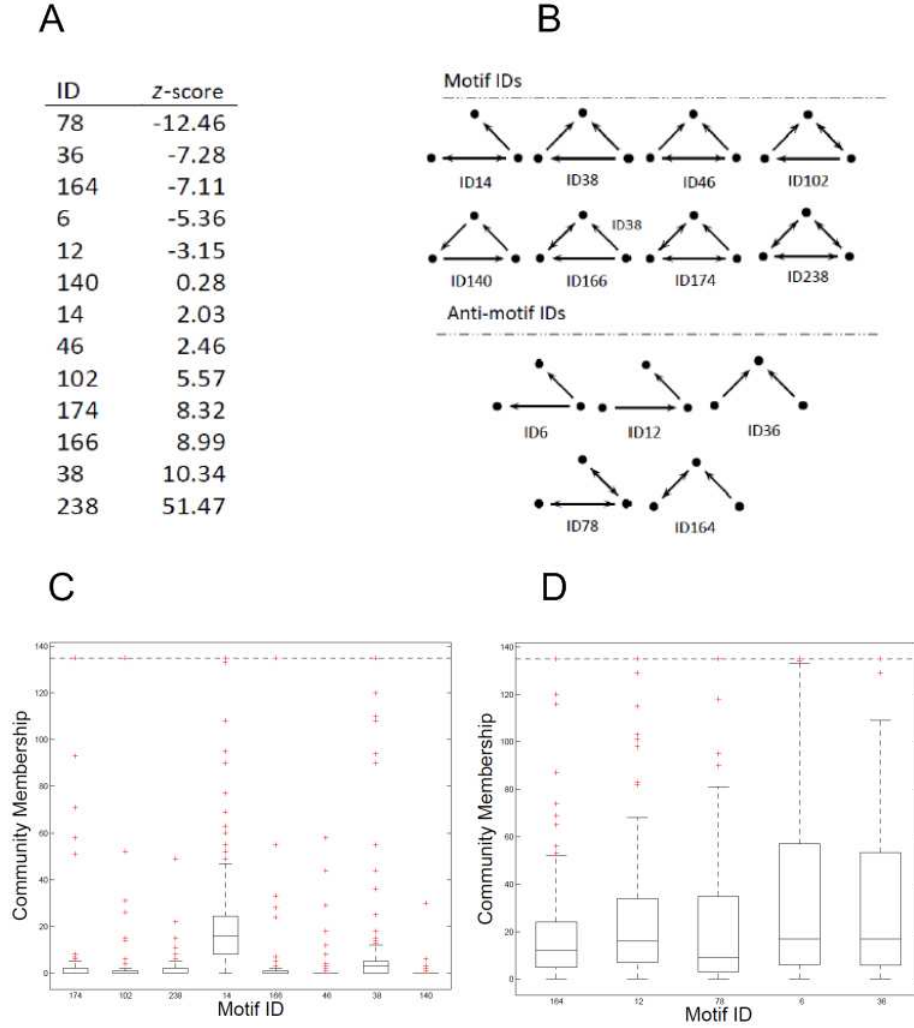 A
ID z-score
78 -12.46
36 -7.28
164 -7.11
6 -5.36
12 -3.15
140 0.28
14 2.03
46 2.46
102 5.57
174 8.32
166 8.99
38 10.34
238 51.47
B
Motif IDs
ID14 ID38 ID46 ID102
ID38
ID140 ID166 ID174 ID238
Anti-motif IDs
ID6 ID12 ID36
ID78 ID164
C
Community Membership
140
120
100
80
60
40
20
0
174 102 238 14 166 46 38 140
Motif ID
D
Community Membership
140
120
100
80
60
40
20
0
164 12 78 6 36
Motif ID